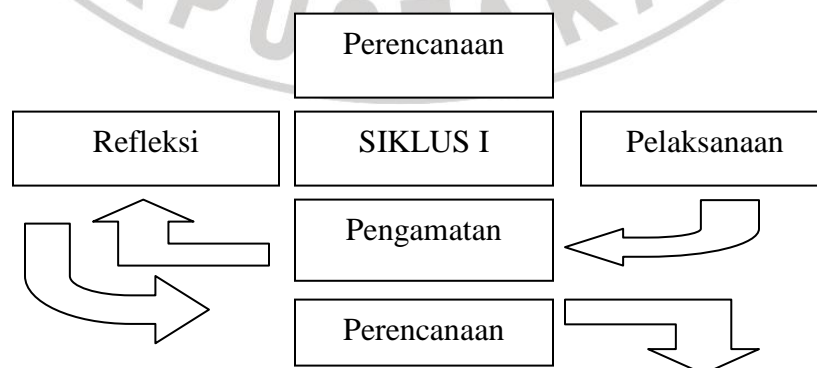 Perencanaan
Refleksi
SIKLUS I
Pelaksanaan
Pengamatan
Perencanaan